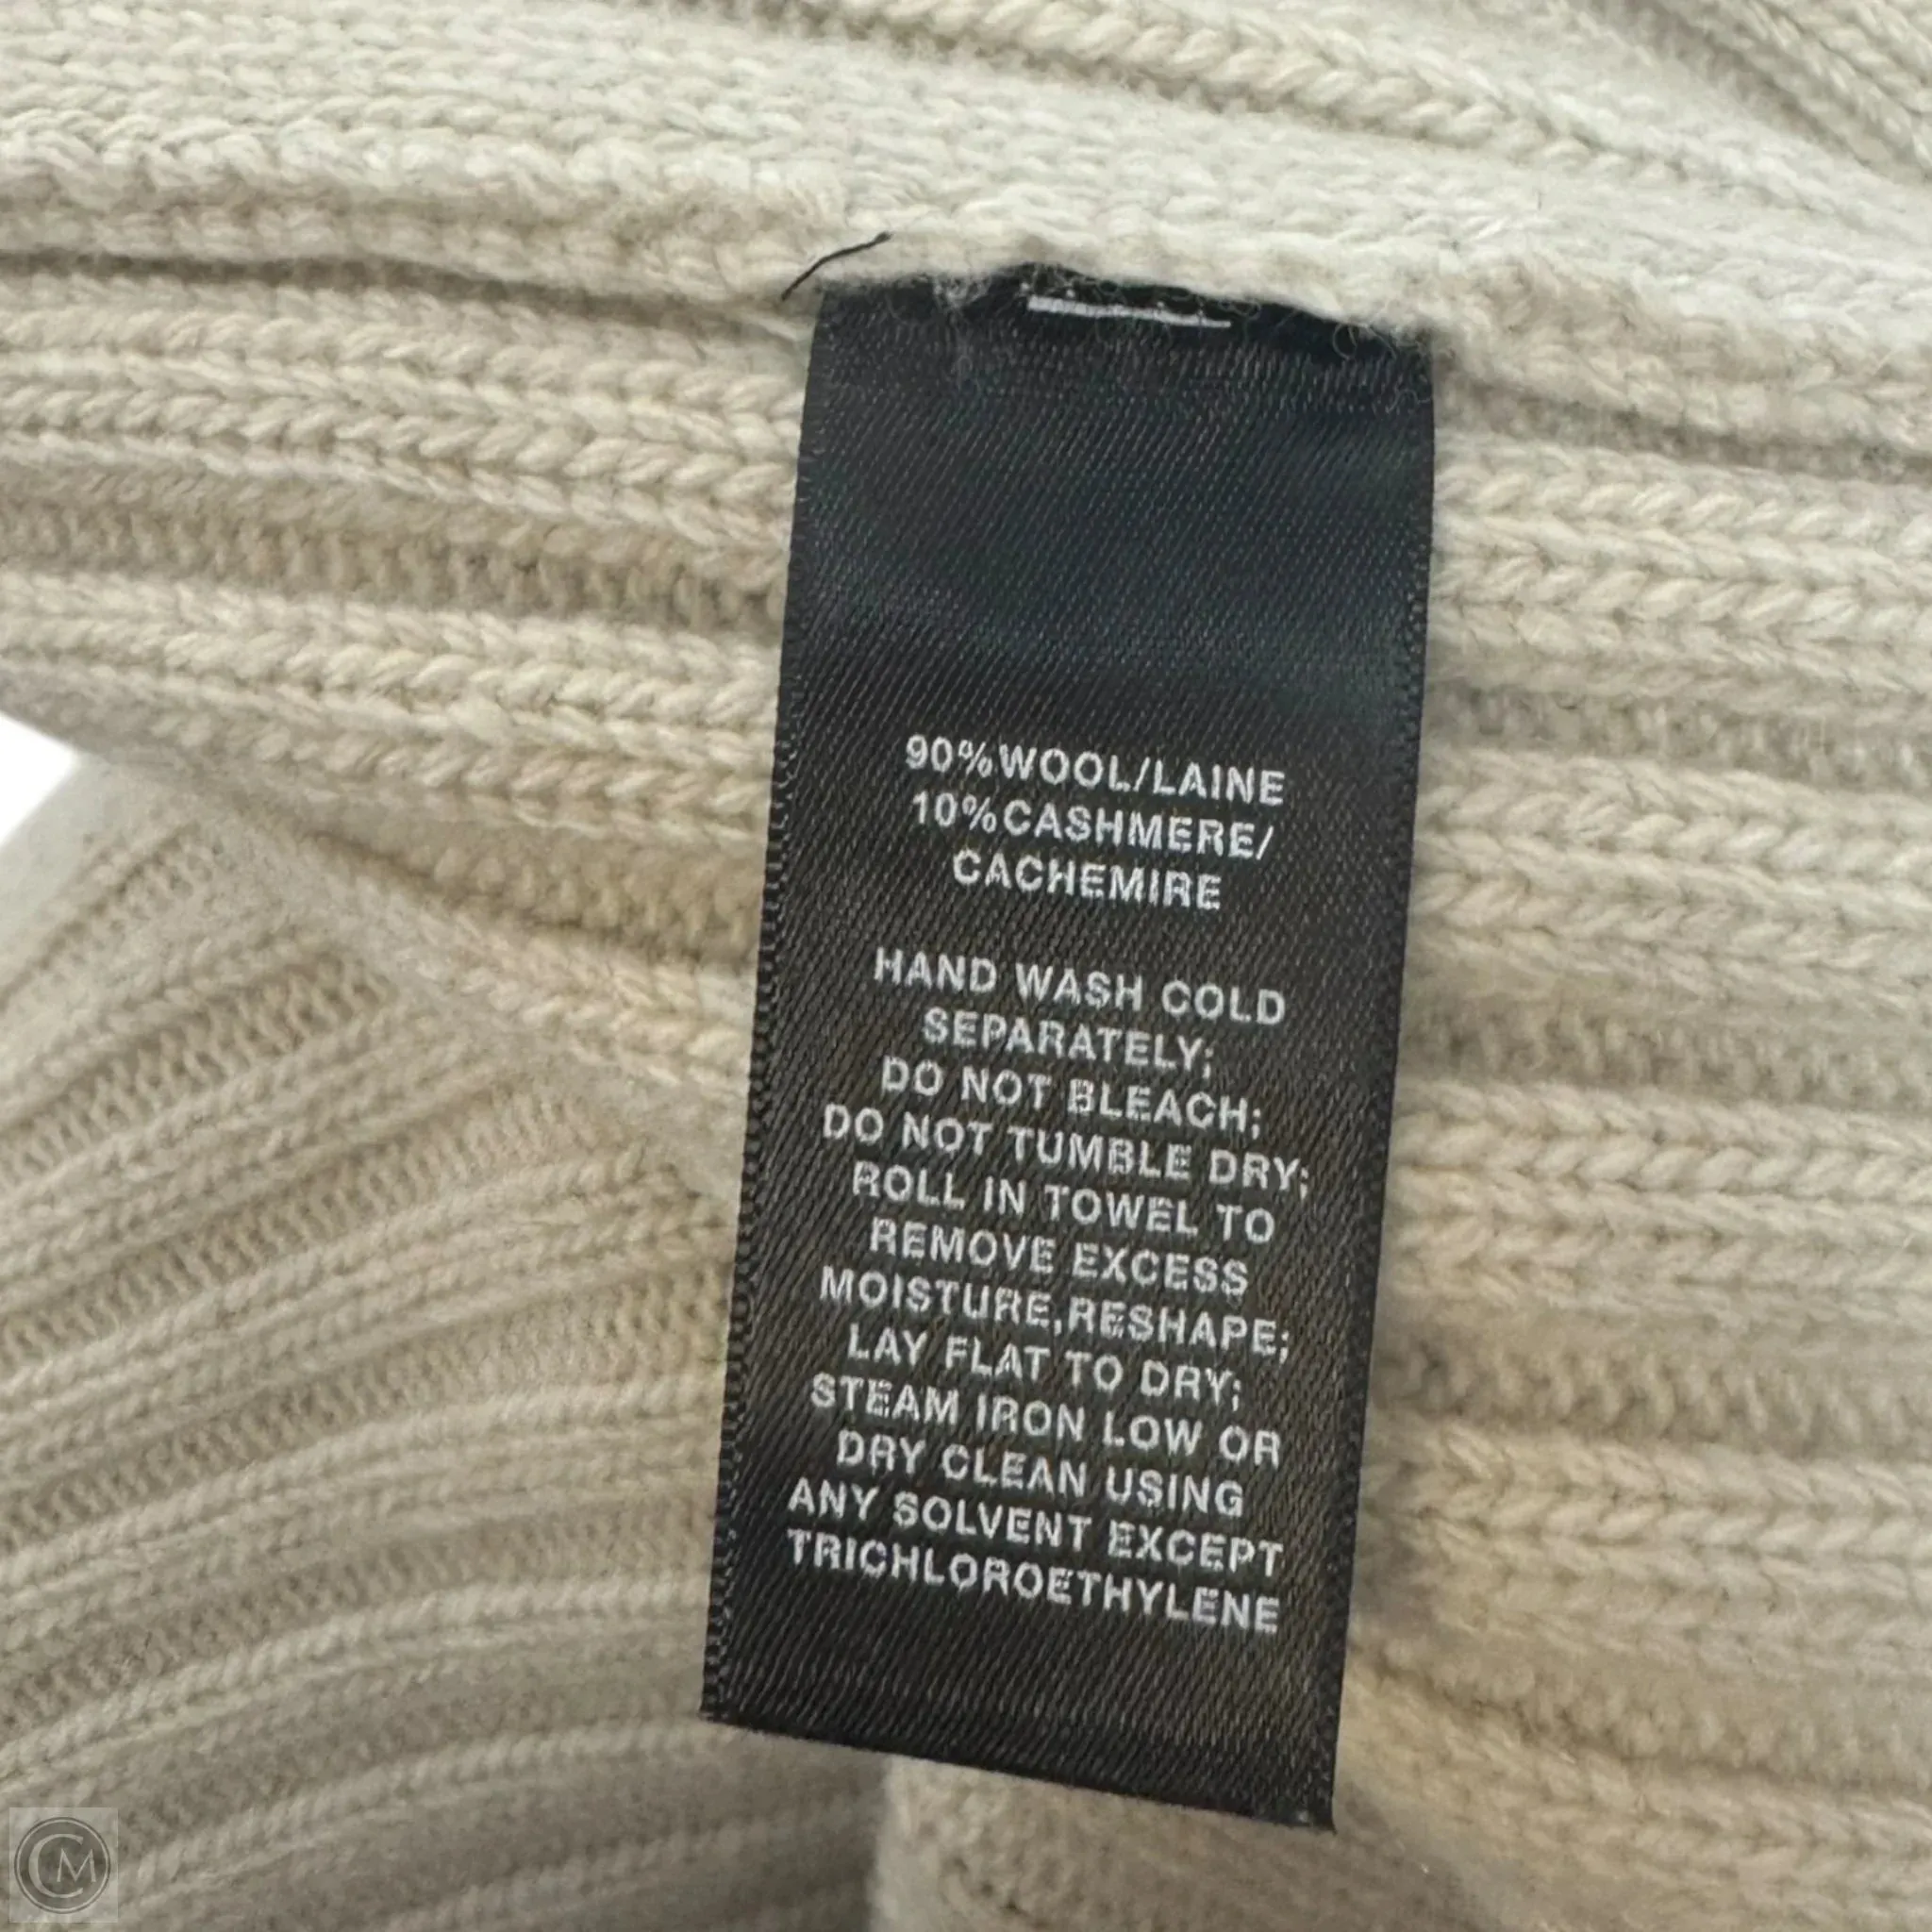 90%WOOL/LAINE
10%CASHMERE/
CACHEMIRE
HAND WASH COLD
SEPARATELY;
DO NOT BLEACH;
DO NOT TUMBLE DRY;
ROLL IN TOWEL TO
REMOVE EXCESS
MOISTURE,RESHAPE;
LAY FLAT TO DRY;
STEAM IRON LOW OR
DRY CLEAN USING
ANY SOLVENT EXCEPT
TRICHLOROETHYLENE
CM